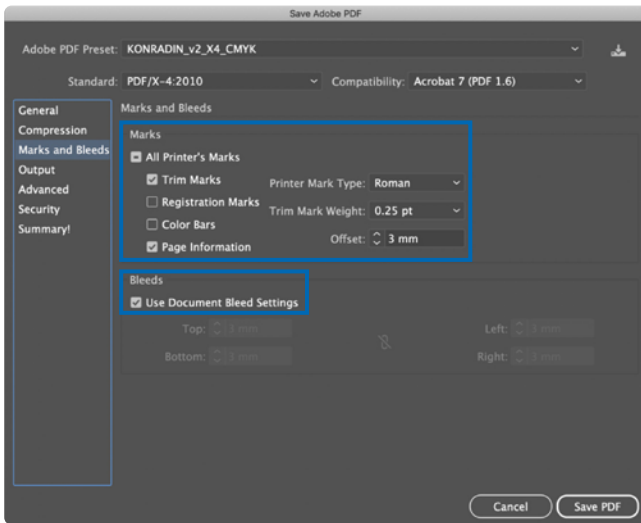 Save Adobe PDF
Adobe PDF Preset: KONRADIN_v2_X4_CMYK
Standard: PDF/X-4:2010 Compatibility: Acrobat 7 (PDF 1.6)
General
Compression
Marks and Bleeds
Output
Advanced
Security
Summary!
Marks and Bleeds
Marks
All Printer's Marks
Trim Marks
Registration Marks
Color Bars
Page Information
Printer Mark Type: Roman
Trim Mark Weight: 0.25 pt
Offset: 3 mm
Bleeds
Use Document Bleed Settings
Top: 3 mm
Bottom: 3 mm
Left: 3 mm
Right: 3 mm
Cancel Save PDF